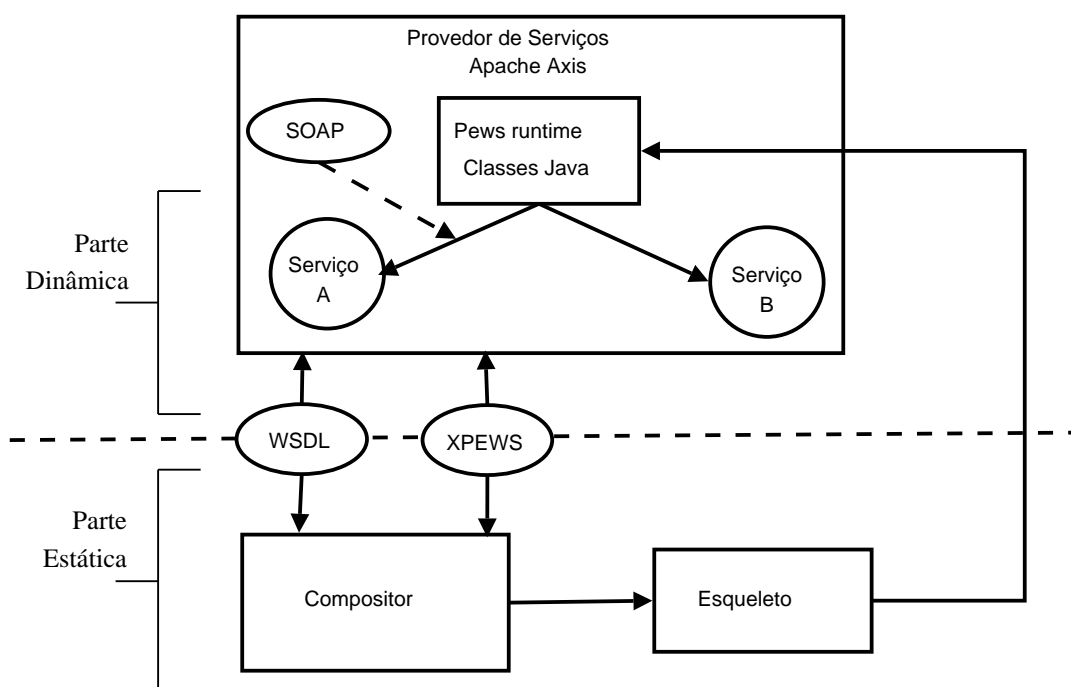 Provedor de Serviços
Apache Axis
SOAP
Pews runtime
Classes Java
Parte
Dinâmica
Serviço
A
Serviço
B
WSDL
XPEWS
Parte
Estática
Compositor
Esqueleto